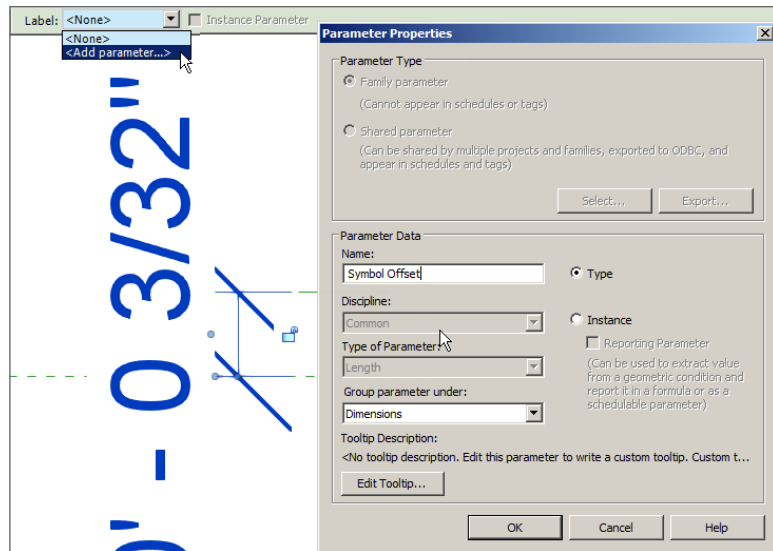 Label: <None>
Instance Parameter
<None>
<Add parameter...>
0' - 0 3/32"
Parameter Properties
Parameter Type
Family parameter
(Cannot appear in schedules or tags)
Shared parameter
(Can be shared by multiple projects and families, exported to ODBC, and
appear in schedules and tags)
Select...
Export...
Parameter Data
Name:
Symbol Offset
Type
Discipline:
Common
Instance
Reporting Parameter
Type of Parameter:
Length
(Can be used to extract value
from a geometric condition and
report it in a formula or as a
schedulable parameter)
Group parameter under:
Dimensions
Tooltip Description:
<No tooltip description. Edit this parameter to write a custom tooltip. Custom t...
Edit Tooltip...
OK
Cancel
Help